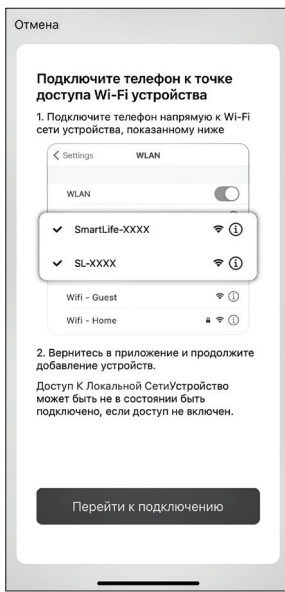 Отмена
Подключите телефон к точке
доступа Wi-Fi устройства
1. Подключите телефон напрямую к Wi-Fi
сети устройства, показанному ниже
Settings WLAN
WLAN
SmartLife-XXXX
SL-XXXX
Wifi - Guest
Wifi - Home
2. Вернитесь в приложение и продолжите
добавление устройств.
Доступ К Локальной СетиУстройство
может быть не в состоянии быть
подключено, если доступ не включен.
Перейти к подключению